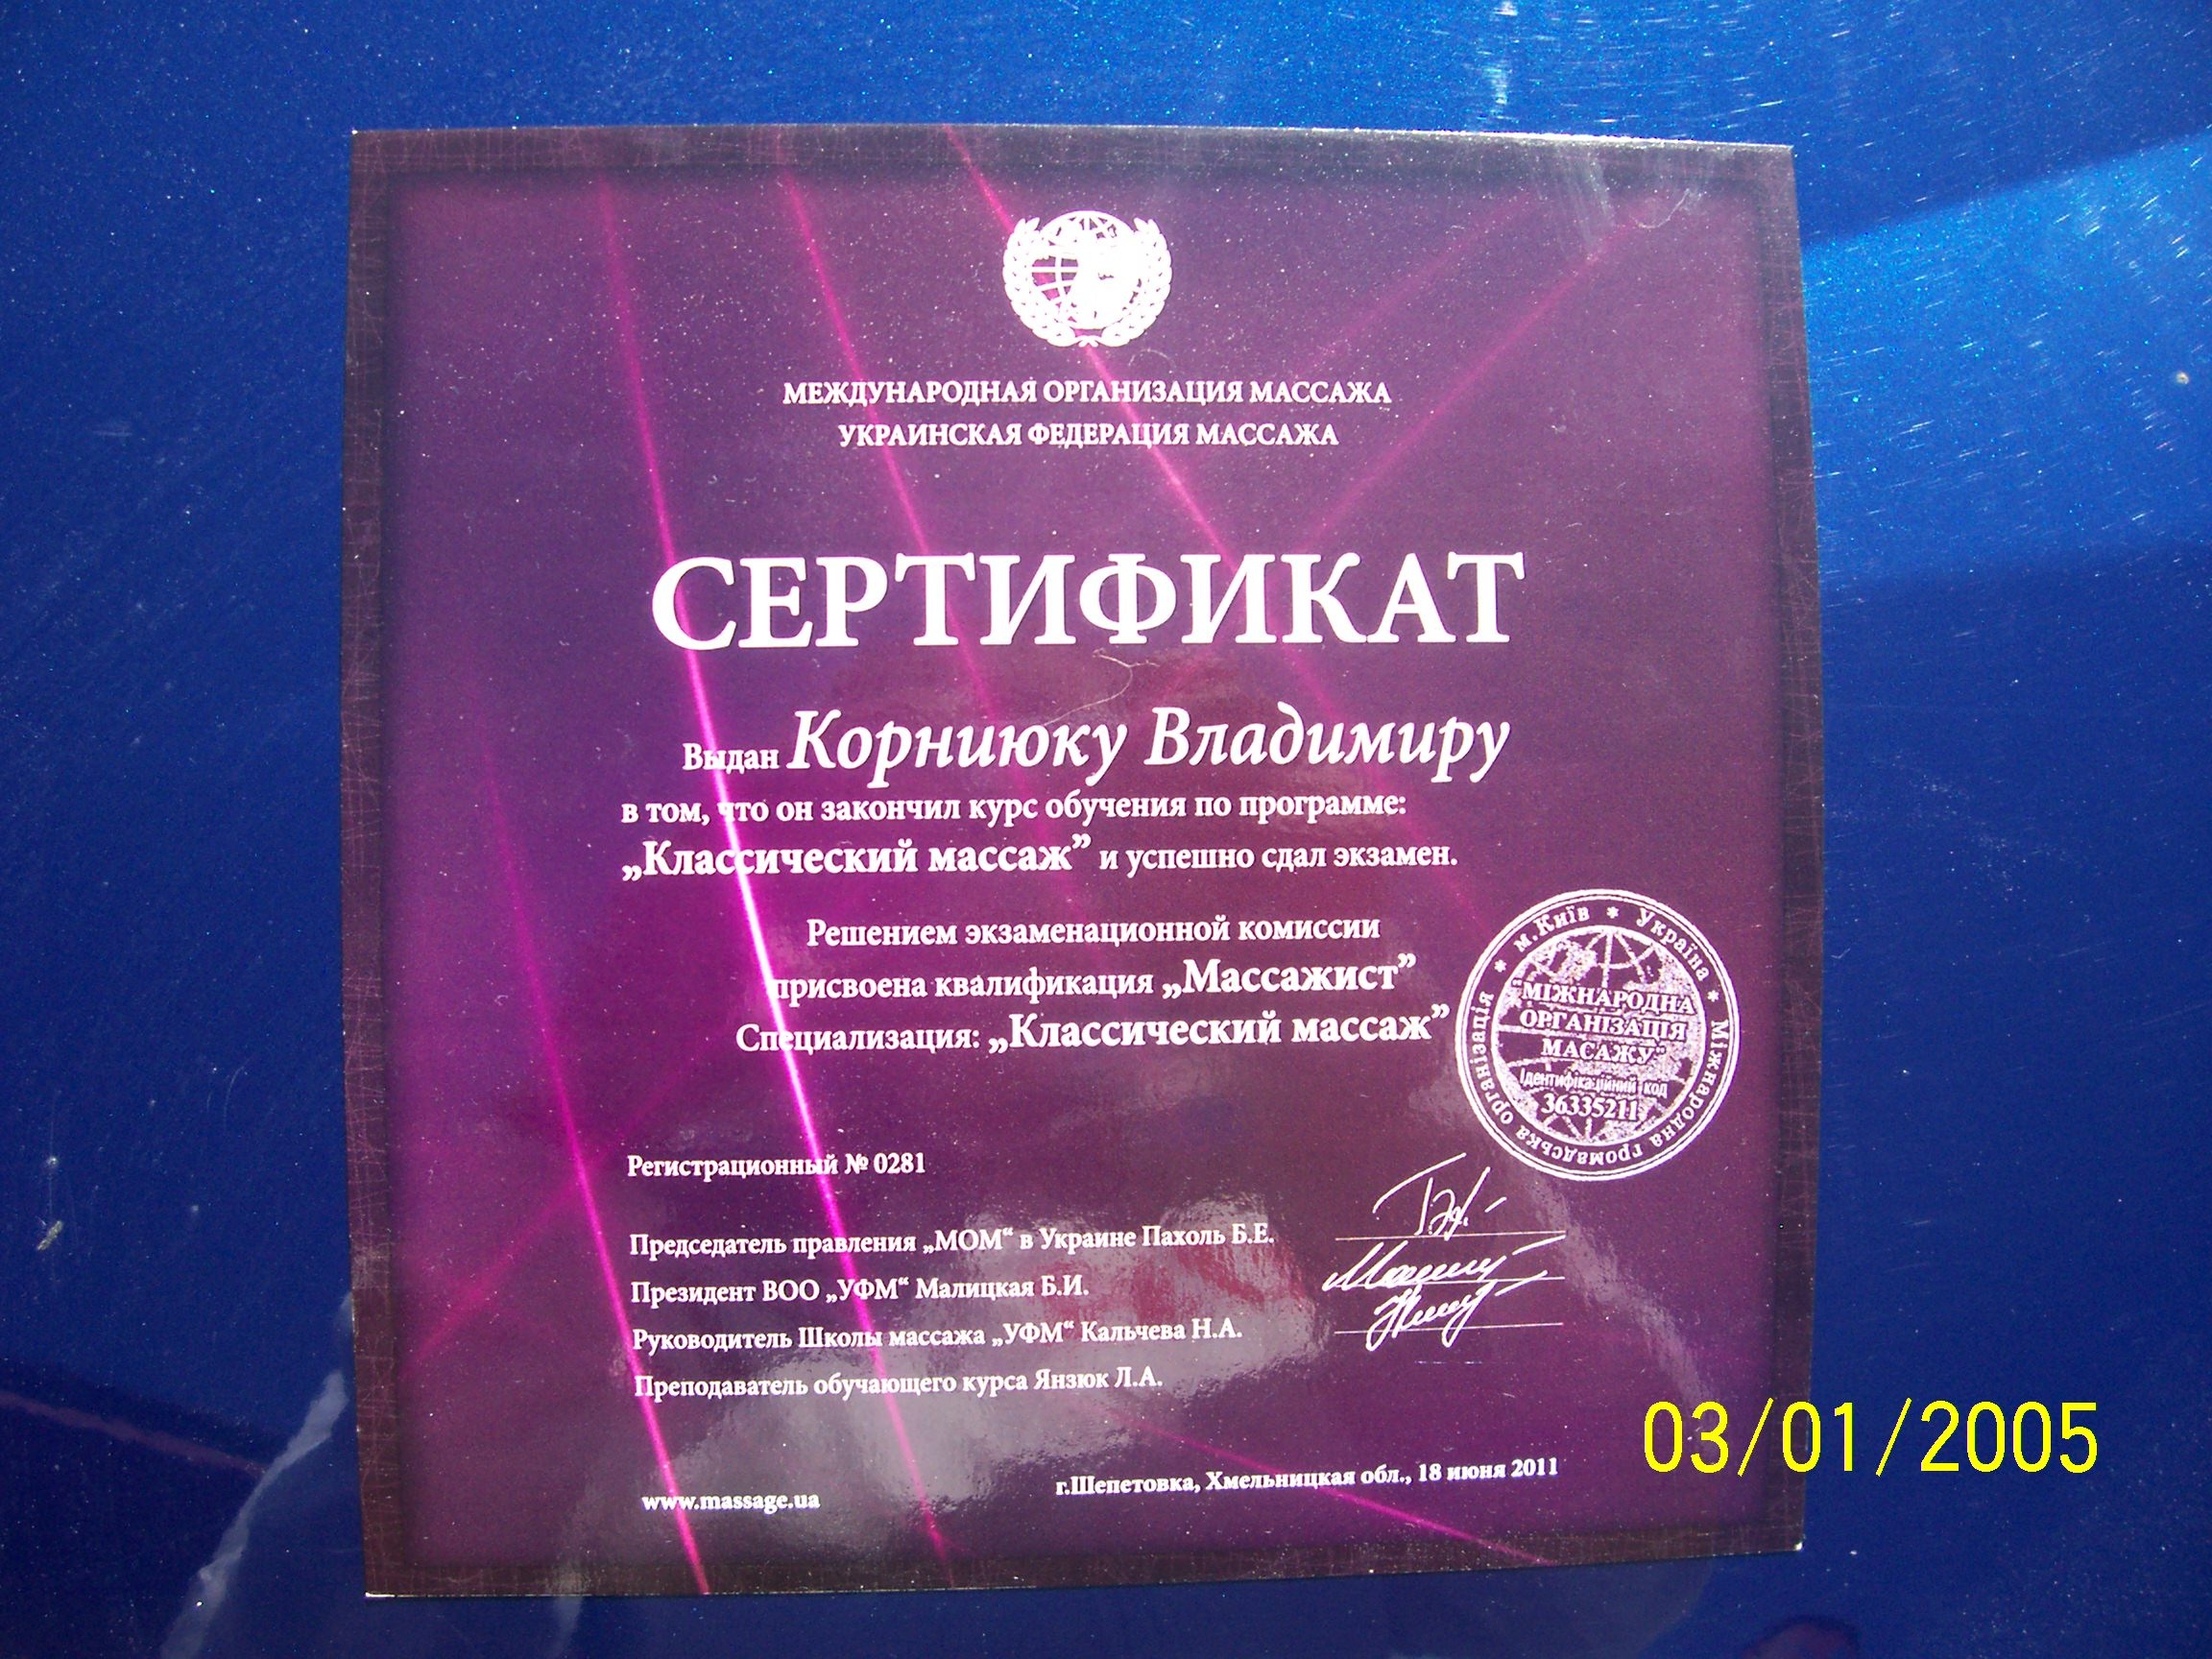 МЕЖДУНАРОДНАЯ ОРГАНИЗАЦИЯ МАССАЖА
УКРАИНСКАЯ ФЕДЕРАЦИЯ МАССАЖА
СЕРТИФИКАТ
Выдан Корниюку Владимиру
в том, что он закончил курс обучения по программе:
„Классический массаж” и успешно сдал экзамен.
Решением экзаменационной комиссии
присвоена квалификация „Массажист”
Специализация: „Классический массаж”
м.Київ * Україна * Міжнародна громадська організація *
"МІЖНАРОДНА
ОРГАНІЗАЦІЯ
МАСАЖУ"
Ідентифікаційний код
36335211
Регистрационный № 0281
Председатель правления „МОМ“ в Украине Пахоль Б.Е.
Президент ВОО „УФМ“ Малицкая Б.И.
Руководитель Школы массажа „УФМ“ Кальчева Н.А.
Преподаватель обучающего курса Янзюк Л.А.
www.massage.ua
г.Шепетовка, Хмельницкая обл., 18 июня 2011
03/01/2005